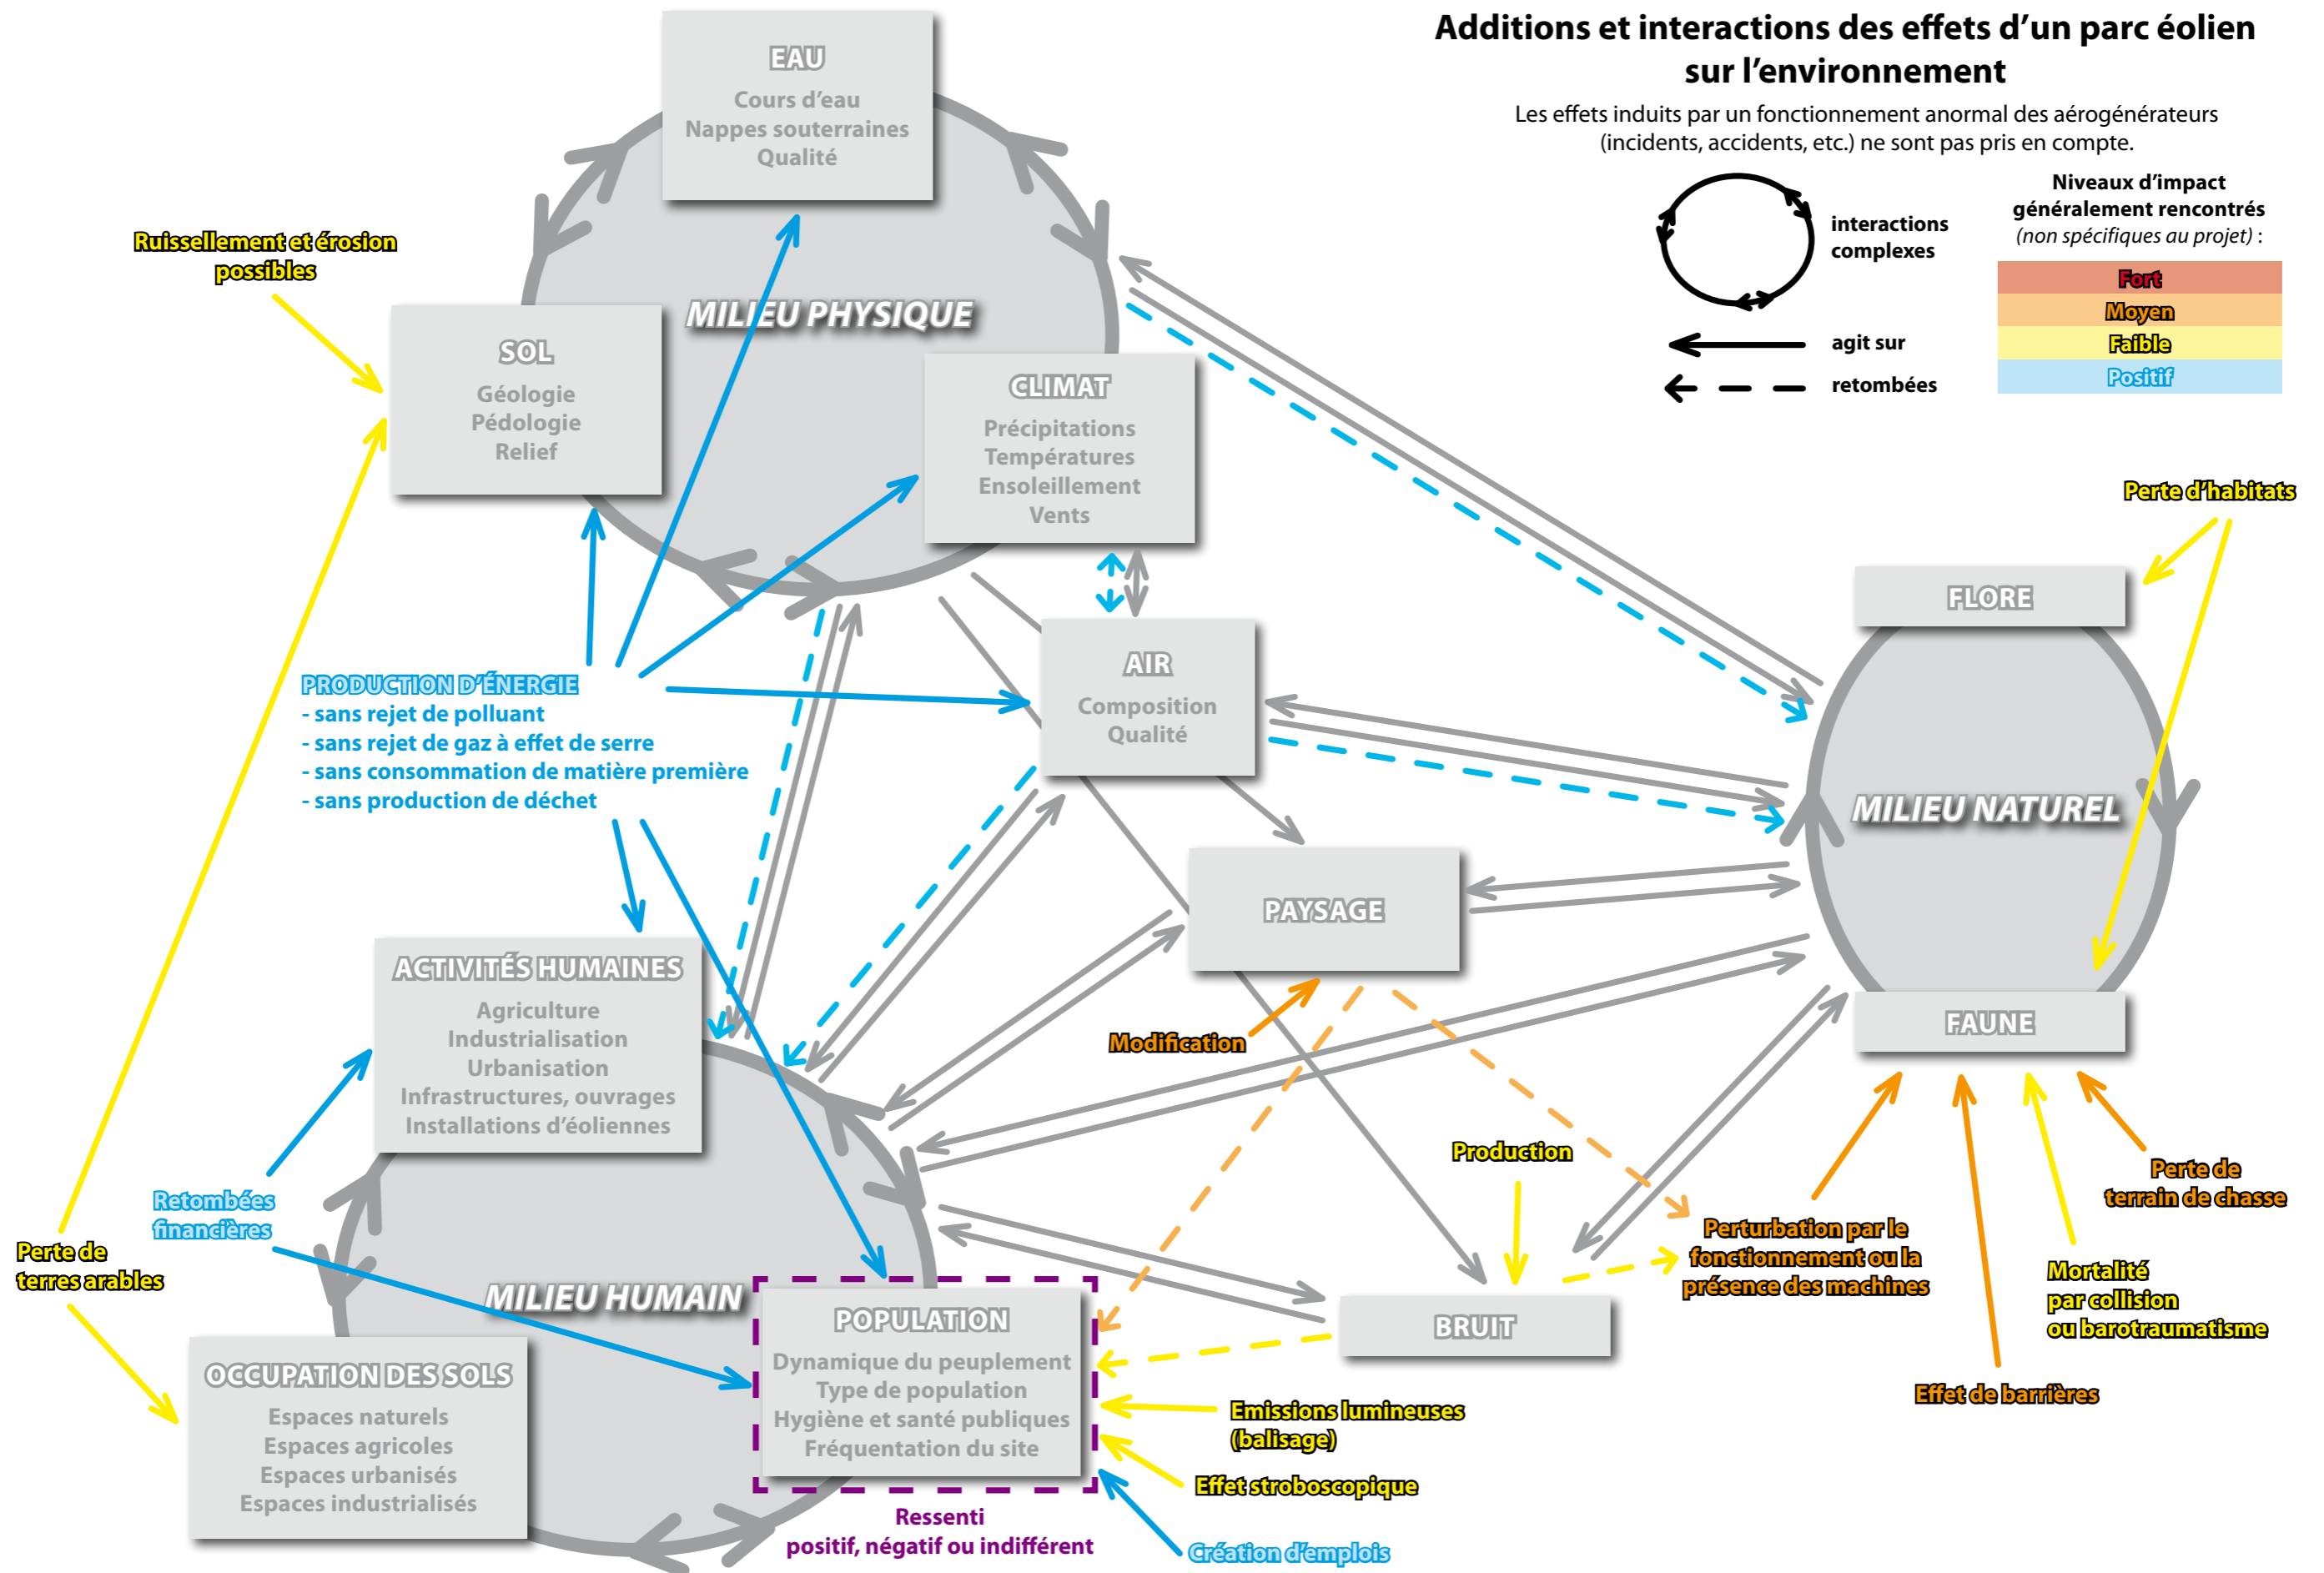 Additions et interactions des effets d'un parc éolien
sur l'environnement
Les effets induits par un fonctionnement anormal des aérogénérateurs
(incidents, accidents, etc.) ne sont pas pris en compte.
interactions
complexes
agit sur
retombées
Niveaux d'impact
généralement rencontrés
(non spécifiques au projet) :
Fort
Moyen
Faible
Positif
EAU
Cours d'eau
Nappes souterraines
Qualité
Ruissellement et érosion
possibles
MILIEU PHYSIQUE
SOL
Géologie
Pédologie
Relief
CLIMAT
Précipitations
Températures
Ensoleillement
Vents
Perte d'habitats
FLORE
PRODUCTION D'ÉNERGIE
- sans rejet de polluant
- sans rejet de gaz à effet de serre
- sans consommation de matière première
- sans production de déchet
AIR
Composition
Qualité
MILIEU NATUREL
PAYSAGE
ACTIVITÉS HUMAINES
Agriculture
Industrialisation
Urbanisation
Infrastructures, ouvrages
Installations d'éoliennes
Modification
FAUNE
Production
Perte de
terrain de chasse
Retombées
financières
Perturbation par le
fonctionnement ou la
présence des machines
Perte de
terres arables
Mortalité
par collision
ou barotraumatisme
MILIEU HUMAIN
POPULATION
Dynamique du peuplement
Type de population
Hygiène et santé publiques
Fréquentation du site
BRUIT
OCCUPATION DES SOLS
Espaces naturels
Espaces agricoles
Espaces urbanisés
Espaces industrialisés
Effet de barrières
Emissions lumineuses
(balisage)
Effet stroboscopique
Ressenti
positif, négatif ou indifférent
Création d'emplois